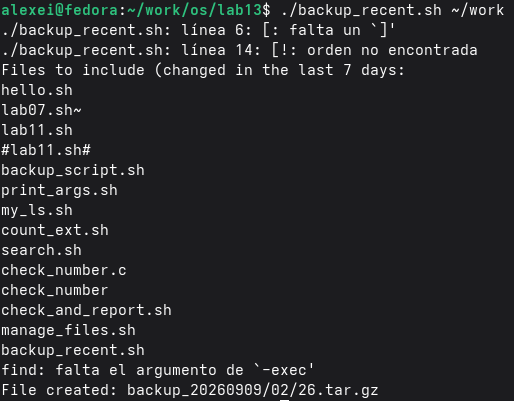 alexei@fedora:~/work/os/lab13$ ./backup_recent.sh ~/work
./backup_recent.sh: línea 6: [: falta un `]'
./backup_recent.sh: línea 14: [!: orden no encontrada
Files to include (changed in the last 7 days:
hello.sh
lab07.sh~
lab11.sh
#lab11.sh#
backup_script.sh
print_args.sh
my_ls.sh
count_ext.sh
search.sh
check_number.c
check_number
check_and_report.sh
manage_files.sh
backup_recent.sh
find: falta el argumento de `-exec'
File created: backup_20260909/02/26.tar.gz